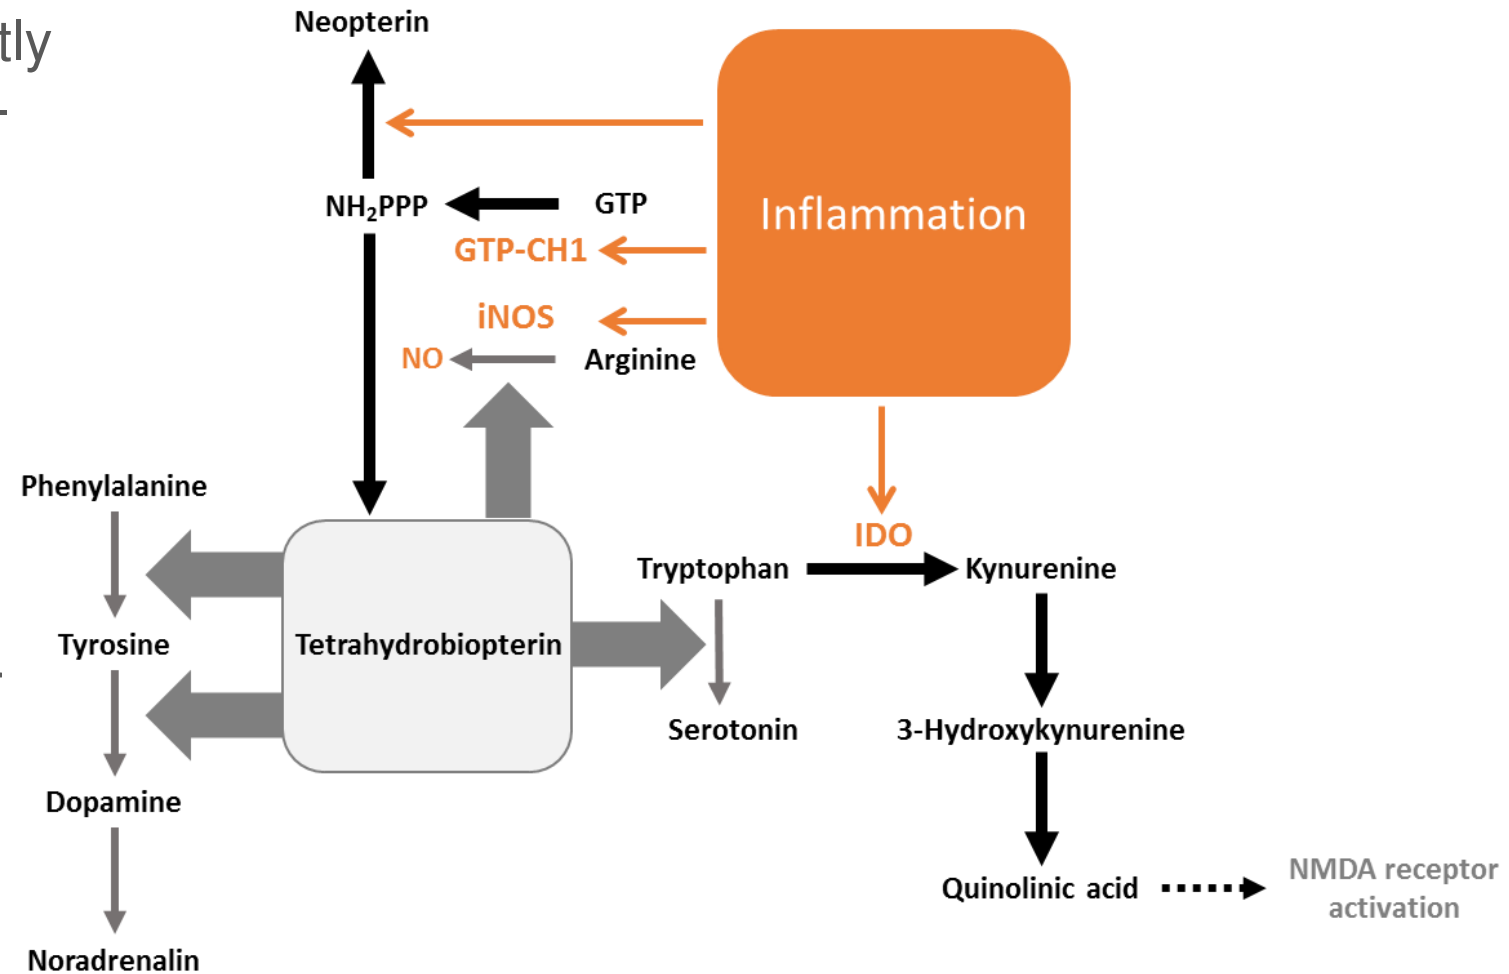 tly
-
Neopterin
Inflammation
NH₂PPP
GTP
GTP-CH1
iNOS
NO
Arginine
Phenylalanine
IDO
Tryptophan
Kynurenine
Tyrosine
Tetrahydrobiopterin
Serotonin
3-Hydroxykynurenine
Dopamine
Quinolinic acid
NMDA receptor
activation
Noradrenalin